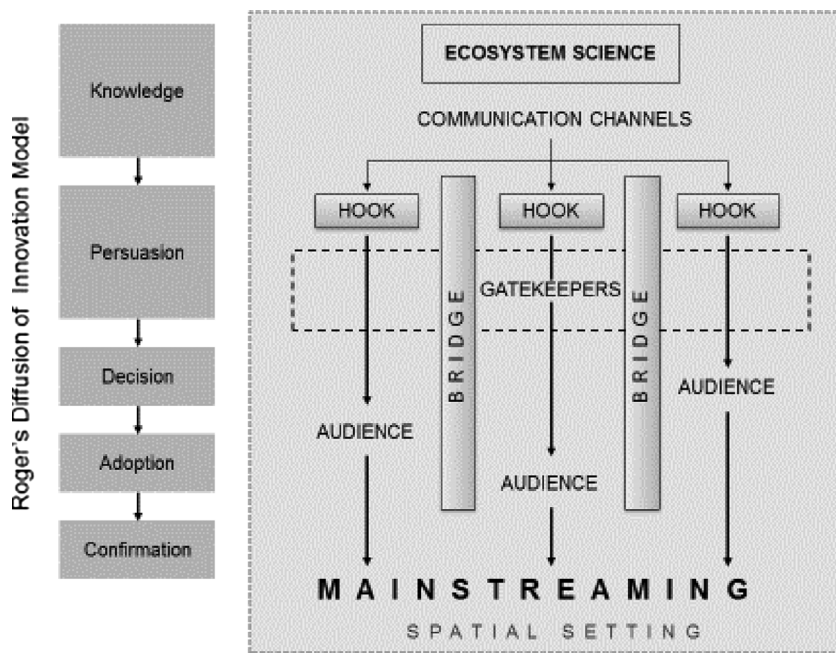 Roger's Diffusion of Innovation Model
Knowledge
Persuasion
Decision
Adoption
Confirmation
ECOSYSTEM SCIENCE
COMMUNICATION CHANNELS
HOOK
HOOK
HOOK
BRIDGE
BRIDGE
GATEKEEPERS
AUDIENCE
AUDIENCE
AUDIENCE
MAINSTREAMING
SPATIAL SETTING